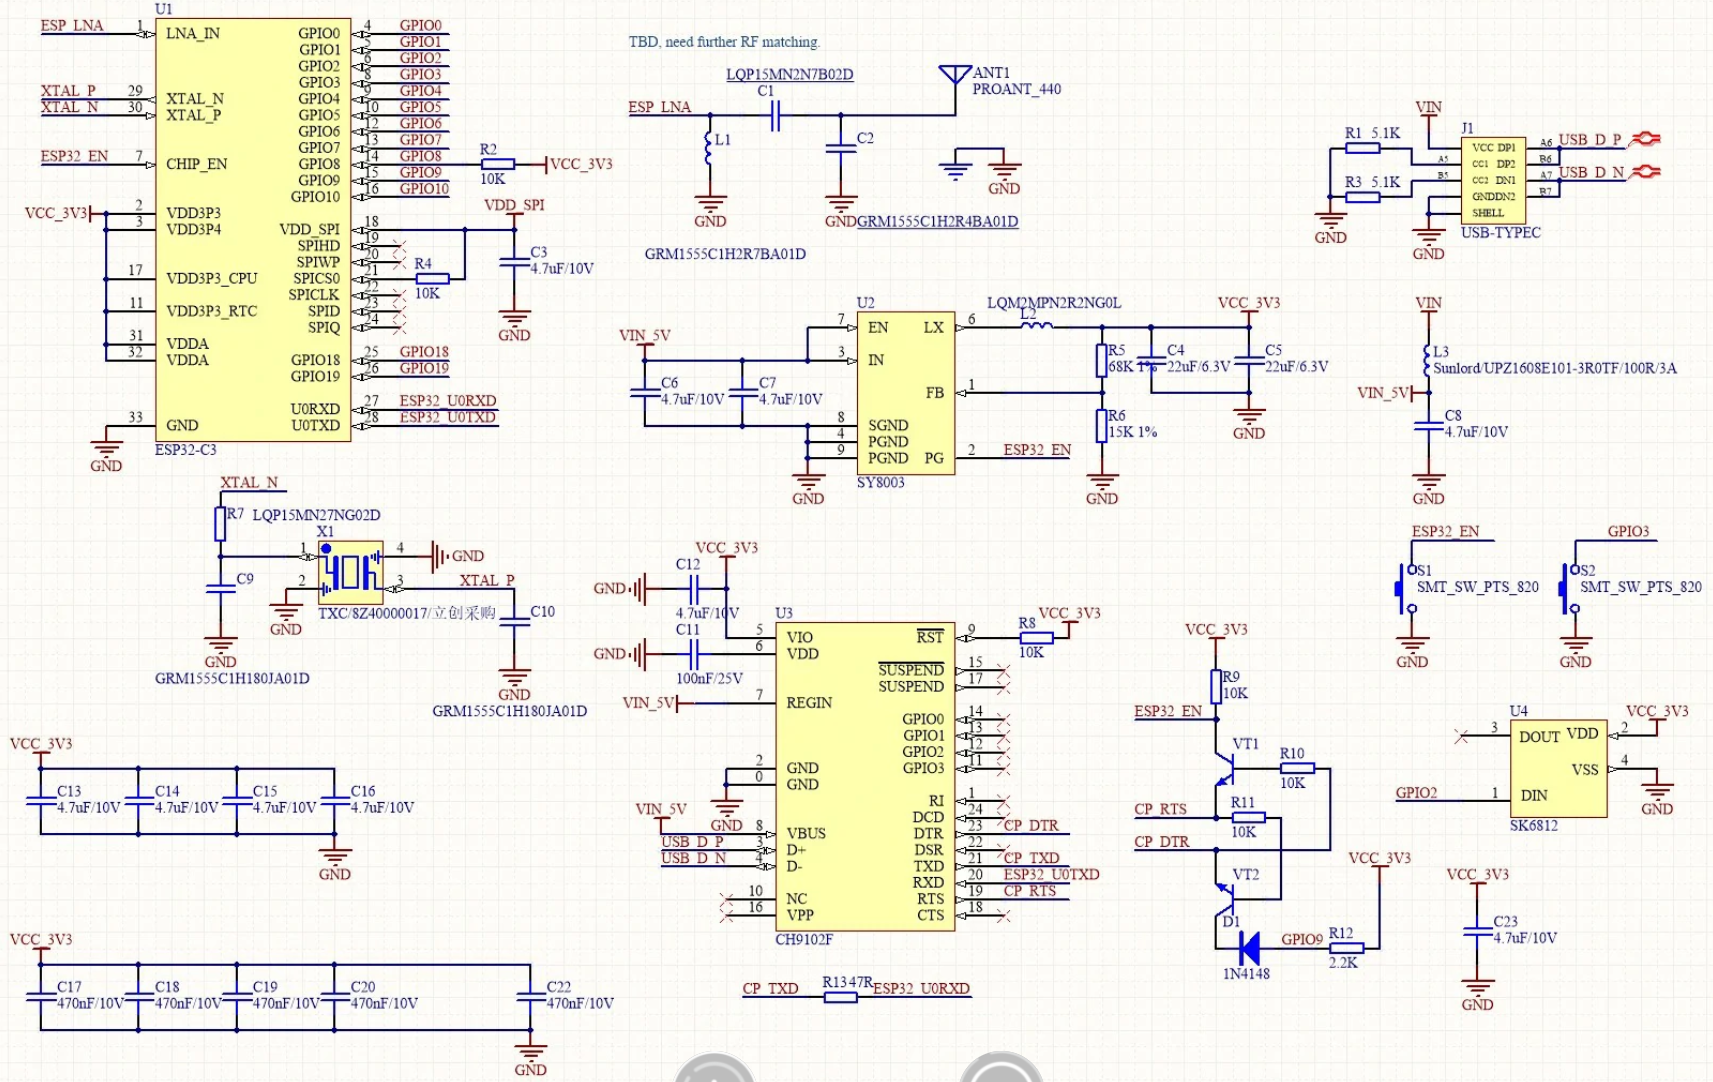 U1
ESP_LNA 1 LNA_IN
XTAL_P 29 XTAL_N
XTAL_N 30 XTAL_P
ESP32_EN 7 CHIP_EN
VCC_3V3 2 VDD3P3
3 VDD3P4
17 VDD3P3_CPU
11 VDD3P3_RTC
31 VDDA
32 VDDA
33 GND
GND
ESP32-C3
GPIO0 4 GPIO0
GPIO1 5 GPIO1
GPIO2 6 GPIO2
GPIO3 8 GPIO3
GPIO4 9 GPIO4
GPIO5 10 GPIO5
GPIO6 12 GPIO6
GPIO7 13 GPIO7
GPIO8 14 GPIO8
GPIO9 15 GPIO9
GPIO10 16 GPIO10
VDD_SPI 18
SPIHD 19
SPIWP 20
SPICS0 21
SPICLK 22
SPID 23
SPIQ 24
GPIO18 25 GPIO18
GPIO19 26 GPIO19
U0RXD 27 ESP32_U0RXD
U0TXD 28 ESP32_U0TXD
R2
10K
VCC_3V3
VDD_SPI
C3
4.7uF/10V
GND
R4
10K
TBD, need further RF matching.
LQP15MN2N7B02D
C1
ESP_LNA
L1
GND
C2
GND
GRM1555C1H2R4BA01D
GRM1555C1H2R7BA01D
ANT1
PROANT_440
GND
VIN
J1
R1 5.1K
R3 5.1K
GND
A5
B5
VCC DP1
CC1 DP2
CC2 DN1
GNDDN2
SHELL
A6
B6
A7
B7
USB_D_P
USB_D_N
GND
USB-TYPEC
VIN_5V
C6
4.7uF/10V
C7
4.7uF/10V
U2
7 EN
3 IN
8 SGND
4 PGND
9 PGND
LX 6
FB 1
PG 2 ESP32_EN
GND
SY8003
LQM2MPN2R2NG0L
L2
R5
68K 1%
C4
22uF/6.3V
C5
22uF/6.3V
VCC_3V3
GND
R6
15K 1%
GND
VIN
L3
Sunlord/UPZ1608E101-3R0TF/100R/3A
VIN_5V
C8
4.7uF/10V
GND
XTAL_N
R7 LQP15MN27NG02D
X1
1
2
4
3
GND
GND
C9
GND
XTAL_P
TXC/8Z40000017/立创采购
C10
GND
GRM1555C1H180JA01D
GRM1555C1H180JA01D
VCC_3V3
C12
GND
4.7uF/10V
C11
GND
100nF/25V
U3
5 VIO
6 VDD
VIN_5V 7 REGIN
2 GND
0 GND
GND
VIN_5V
8 VBUS
USB_D_P 3 D+
USB_D_N 4 D-
10 NC
16 VPP
RST 9
SUSPEND 15
SUSPEND 17
GPIO0 14
GPIO1 13
GPIO2 12
GPIO3 11
RI 1
DCD 24
DTR 23 CP_DTR
DSR 22
TXD 21 CP_TXD
RXD 20 ESP32_U0TXD
RTS 19 CP_RTS
CTS 18
CH9102F
R8
10K
VCC_3V3
ESP32_EN
S1
SMT_SW_PTS_820
GND
GPIO3
S2
SMT_SW_PTS_820
GND
VCC_3V3
R9
10K
ESP32_EN
VT1
R10
10K
CP_RTS
R11
10K
CP_DTR
VT2
D1
1N4148
GPIO9
R12
2.2K
VCC_3V3
U4
3 DOUT
VDD 2
VCC_3V3
VSS 4
GND
GPIO2 1 DIN
SK6812
VCC_3V3
C23
4.7uF/10V
GND
VCC_3V3
C13
4.7uF/10V
C14
4.7uF/10V
C15
4.7uF/10V
C16
4.7uF/10V
GND
VCC_3V3
C17
470nF/10V
C18
470nF/10V
C19
470nF/10V
C20
470nF/10V
C22
470nF/10V
GND
CP_TXD
R1347R
ESP32_U0RXD